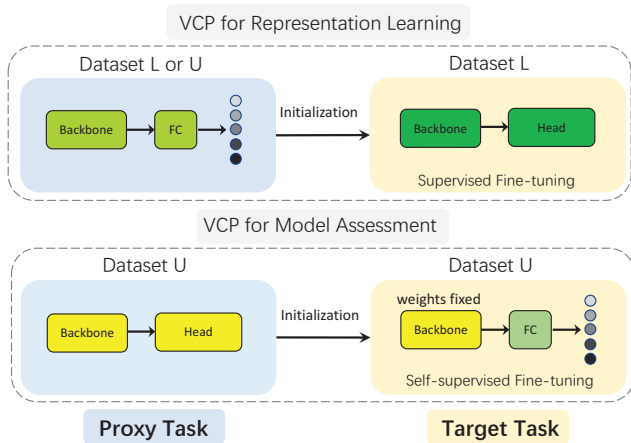 VCP for Representation Learning
Dataset L or U
Dataset L
Initialization
Backbone
FC
Backbone
Head
Supervised Fine-tuning
VCP for Model Assessment
Dataset U
Dataset U
weights fixed
Initialization
Backbone
Head
Backbone
FC
Self-supervised Fine-tuning
Proxy Task
Target Task